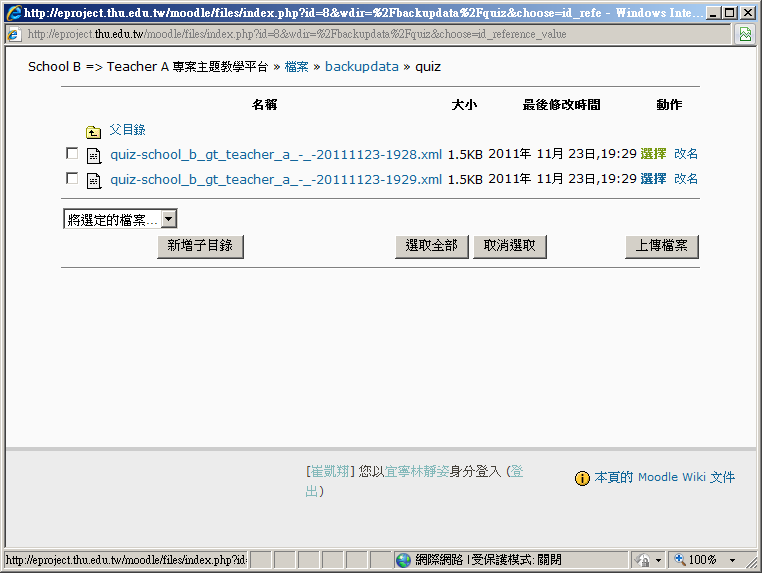 http://eproject.thu.edu.tw/moodle/files/index.php?id=8&wdir=%2Fbackupdata%2Fquiz&choose=id_refe - Windows Inte...
http://eproject.thu.edu.tw/moodle/files/index.php?id=8&wdir=%2Fbackupdata%2Fquiz&choose=id_reference_value
School B => Teacher A 專案主題教學平台 » 檔案 » backupdata » quiz
名稱 大小 最後修改時間 動作
父目錄
quiz-school_b_gt_teacher_a_-_-20111123-1928.xml 1.5KB 2011年 11月 23日,19:29 選擇 改名
quiz-school_b_gt_teacher_a_-_-20111123-1929.xml 1.5KB 2011年 11月 23日,19:29 選擇 改名
將選定的檔案...
新增子目錄 選取全部 取消選取 上傳檔案
[崔凱翔] 您以宜寧林靜姿身分登入 (登
出)
本頁的 Moodle Wiki 文件
http://eproject.thu.edu.tw/moodle/files/index.php?id= 網際網路 | 受保護模式: 關閉 100%